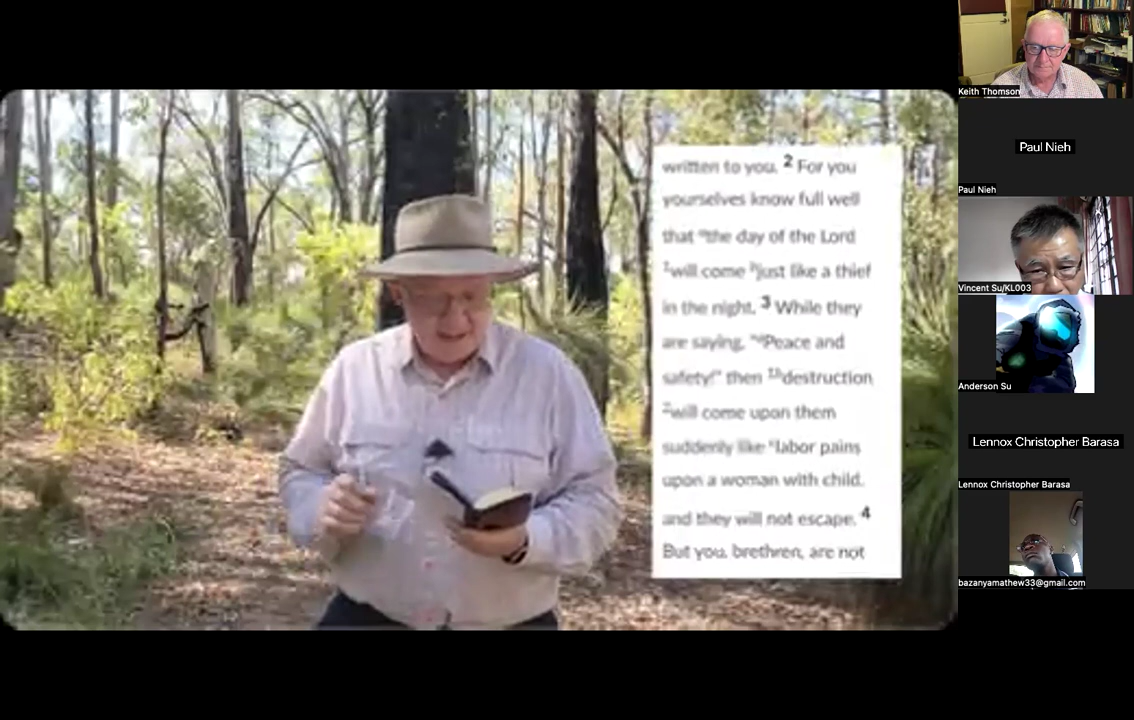 written to you. 2 For you
yourselves know full well
that "the day of the Lord
1will come just like a thief
in the night. 3 While they
are saying, "Peace and
safety!" then destruction
2will come upon them
suddenly like labor pains
upon a woman with child,
and they will not escape. 4
But you, brethren, are not
Keith Thomson
Paul Nieh
Paul Nieh
Vincent Su/KL003
Anderson Su
Lennox Christopher Barasa
Lennox Christopher Barasa
bazanyamathew33@gmail.com